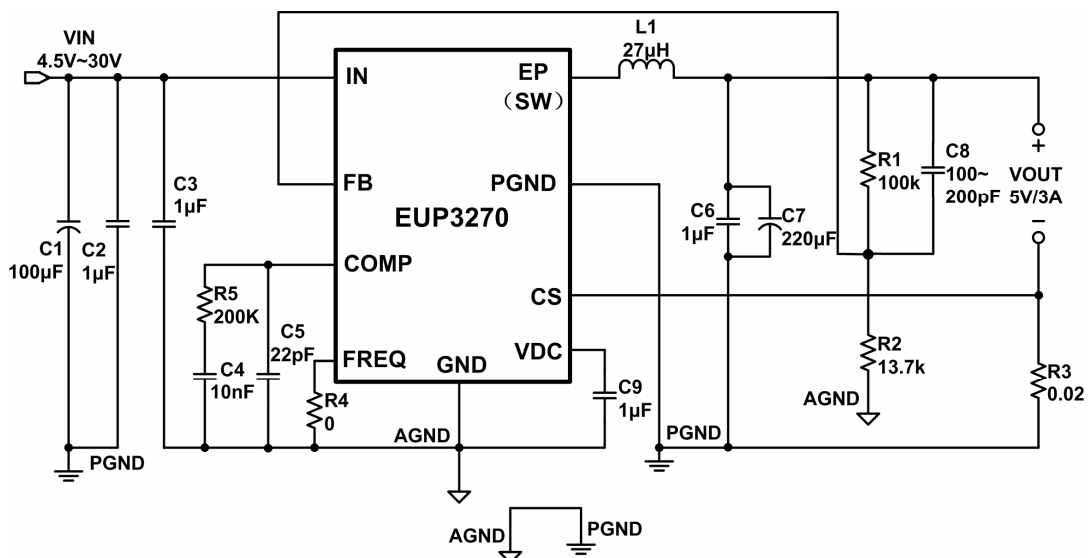 VIN
4.5V~30V
L1
27μH
IN
EP
(SW)
FB
PGND
EUP3270
COMP
CS
VDC
FREQ
GND
C1
100μF
C2
1μF
C3
1μF
R5
200K
C4
10nF
C5
22pF
R4
0
AGND
PGND
C9
1μF
PGND
C6
1μF
C7
220μF
R1
100k
C8
100~
200pF
+
VOUT
5V/3A
−
R2
13.7k
AGND
R3
0.02
AGND
PGND